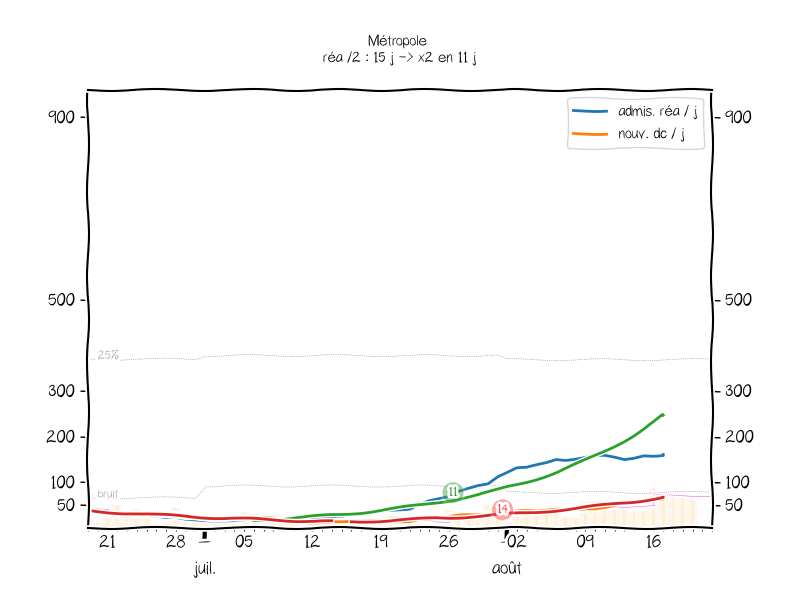 Métropole
réa /2 : 15 j -> x2 en 11 j
admis. réa / j
nouv. dc / j
900
900
500
500
25%
300
300
200
200
bruit
11
100
100
14
50
50
21 28 05 12 19 26 02 09 16
juil. août